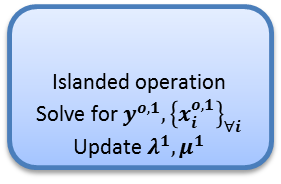 Islanded operation
Solve for y^{o,1}, {x_i^{o,1}}_{∀i}
Update λ^1, μ^1